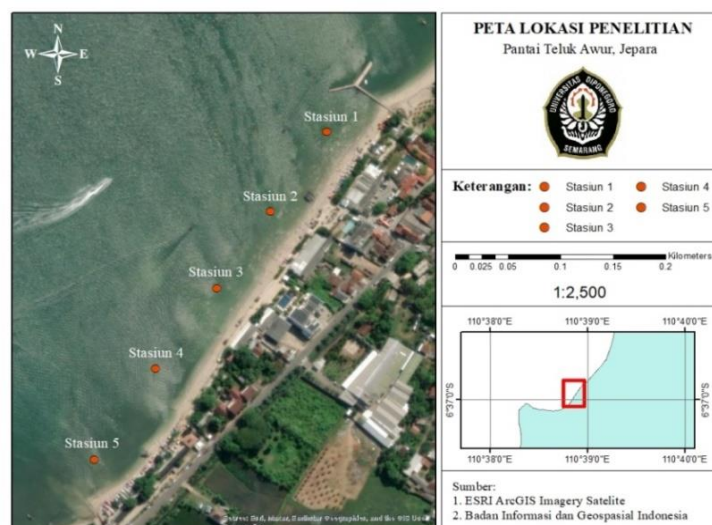 N
W E
S
Stasiun 1
Stasiun 2
Stasiun 3
Stasiun 4
Stasiun 5
PETA LOKASI PENELITIAN
Pantai Teluk Awur, Jepara
UNIVERSITAS DIPONEGORO
SEMARANG
Keterangan:
Stasiun 1 Stasiun 4
Stasiun 2 Stasiun 5
Stasiun 3
Kilometers
0 0.025 0.05 0.1 0.15 0.2
1:2,500
110°38'0"E 110°39'0"E 110°40'0"E
6°37'0"S 6°37'0"S
110°38'0"E 110°39'0"E 110°40'0"E
Sumber:
1. ESRI ArcGIS Imagery Satelite
2. Badan Informasi dan Geospasial Indonesia